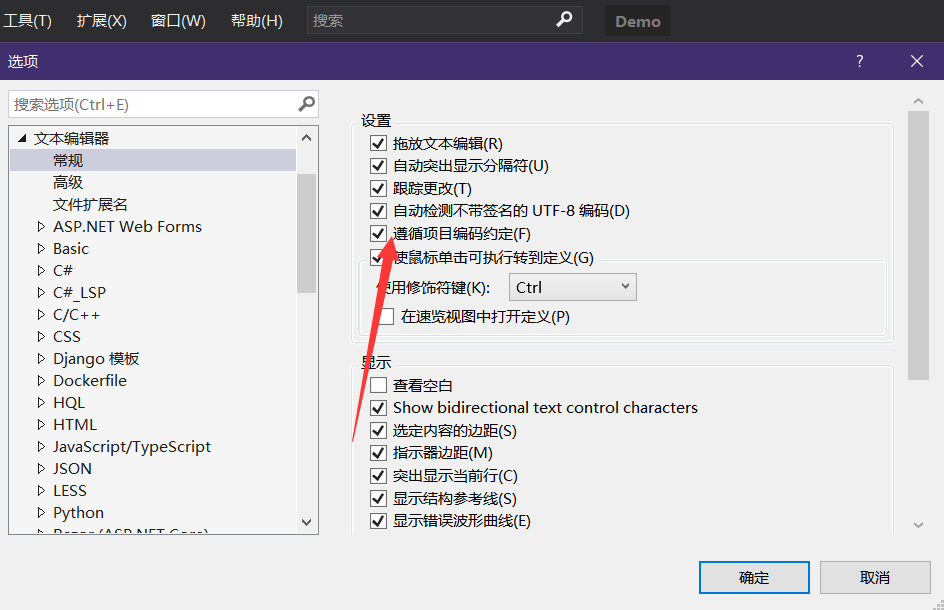 工具(T) 扩展(X) 窗口(W) 帮助(H) 搜索 Demo
选项 ?
搜索选项(Ctrl+E)
文本编辑器
常规
高级
文件扩展名
ASP.NET Web Forms
Basic
C#
C#_LSP
C/C++
CSS
Django 模板
Dockerfile
HQL
HTML
JavaScript/TypeScript
JSON
LESS
Python
Razor (ASP.NET Core)
设置
拖放文本编辑(R)
自动突出显示分隔符(U)
跟踪更改(T)
自动检测不带签名的 UTF-8 编码(D)
遵循项目编码约定(F)
使鼠标单击可执行转到定义(G)
使用修饰符键(K): Ctrl
在速览视图中打开定义(P)
显示
查看空白
Show bidirectional text control characters
选定内容的边距(S)
指示器边距(M)
突出显示当前行(C)
显示结构参考线(S)
显示错误波形曲线(E)
确定 取消